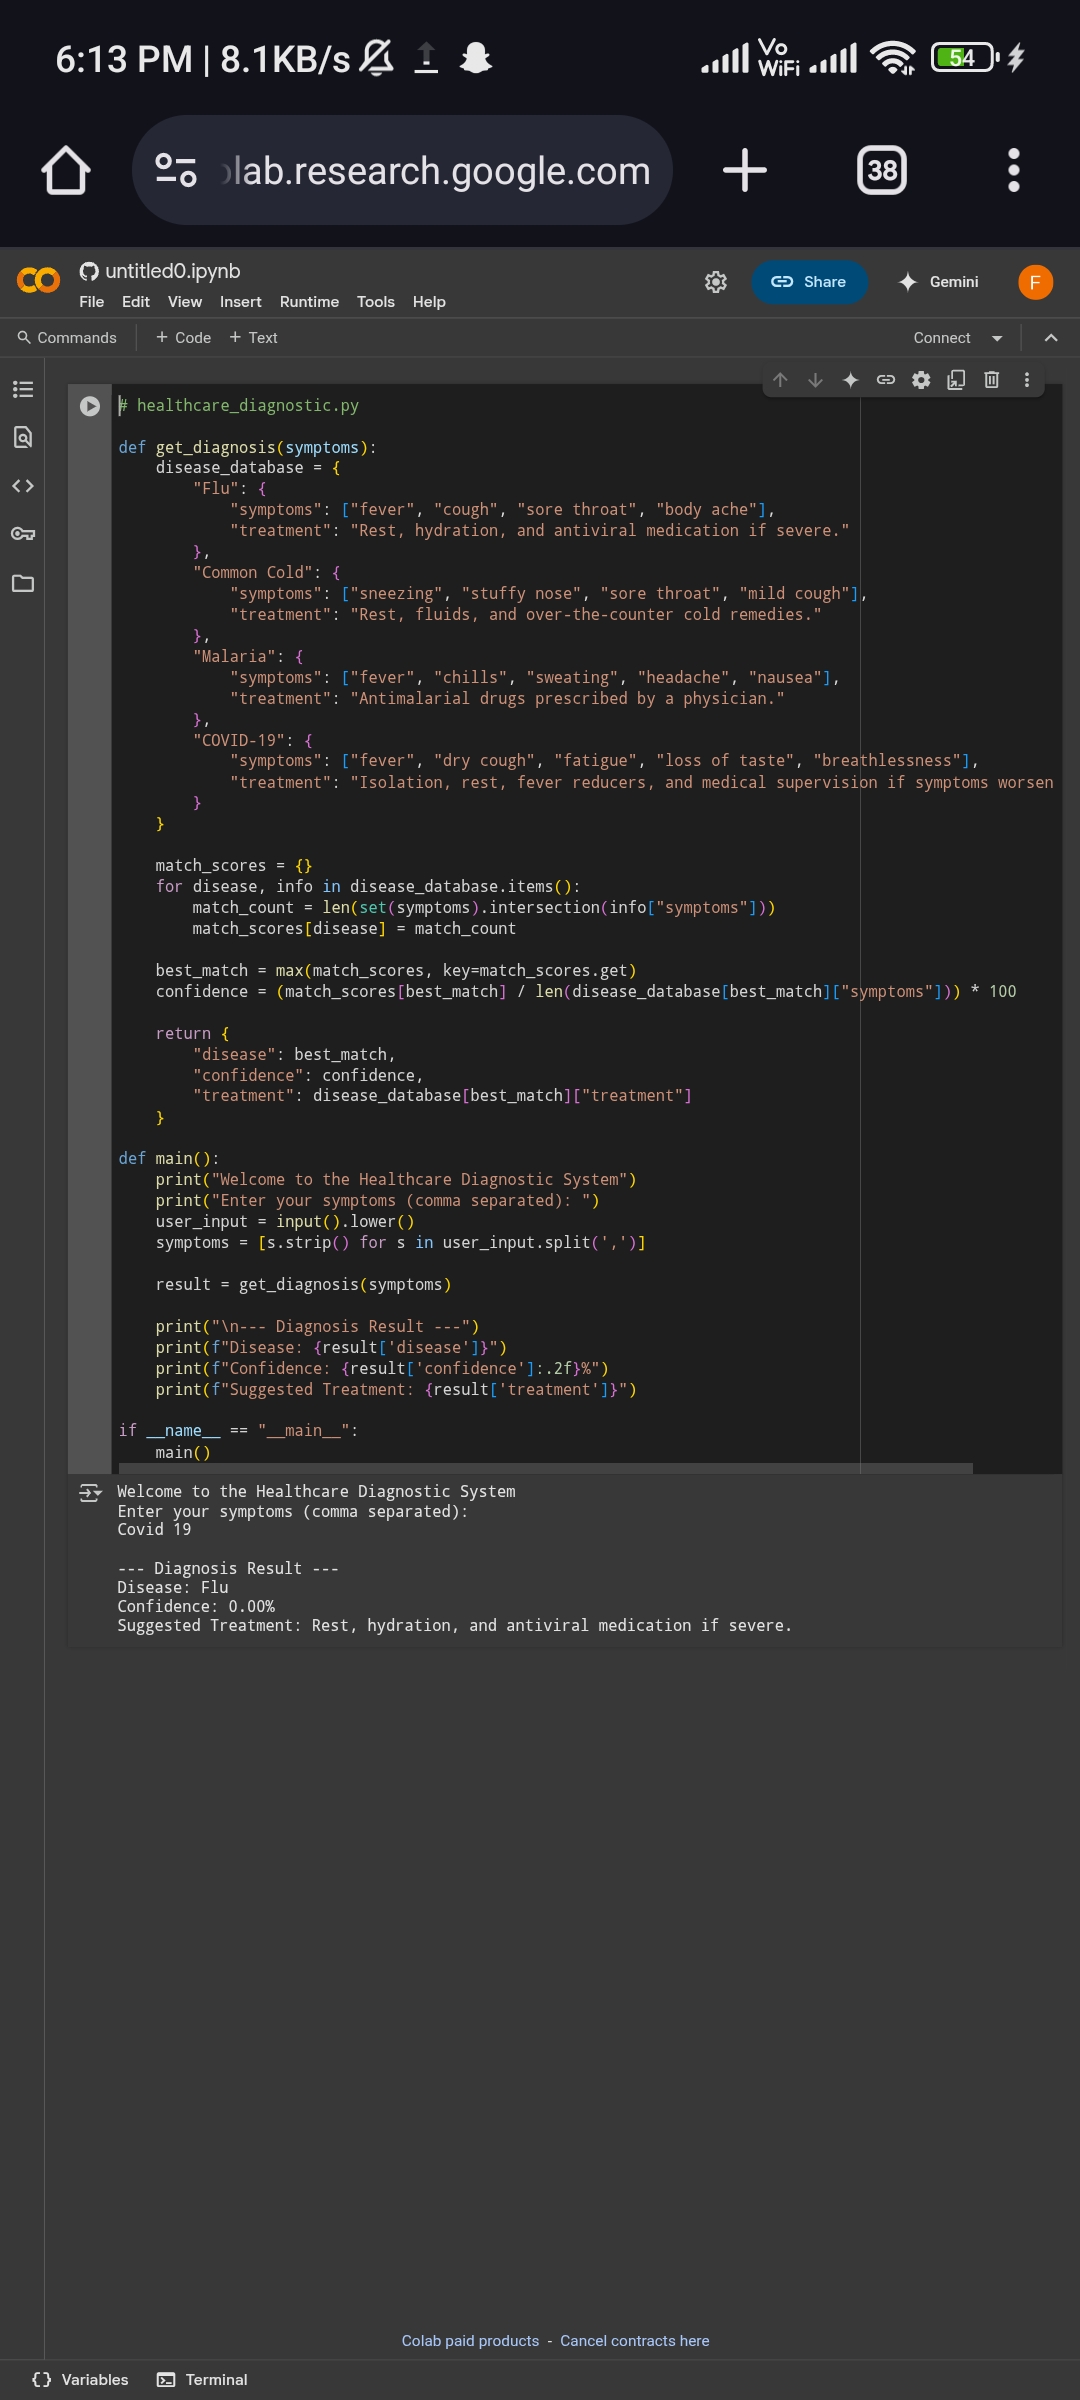 6:13 PM | 8.1KB/s Vo WiFi 54
lab.research.google.com 38
untitled0.ipynb
File Edit View Insert Runtime Tools Help
Share Gemini F
Commands + Code + Text Connect
# healthcare_diagnostic.py

def get_diagnosis(symptoms):
    disease_database = {
        "Flu": {
            "symptoms": ["fever", "cough", "sore throat", "body ache"],
            "treatment": "Rest, hydration, and antiviral medication if severe."
        },
        "Common Cold": {
            "symptoms": ["sneezing", "stuffy nose", "sore throat", "mild cough"],
            "treatment": "Rest, fluids, and over-the-counter cold remedies."
        },
        "Malaria": {
            "symptoms": ["fever", "chills", "sweating", "headache", "nausea"],
            "treatment": "Antimalarial drugs prescribed by a physician."
        },
        "COVID-19": {
            "symptoms": ["fever", "dry cough", "fatigue", "loss of taste", "breathlessness"],
            "treatment": "Isolation, rest, fever reducers, and medical supervision if symptoms worsen
        }
    }

    match_scores = {}
    for disease, info in disease_database.items():
        match_count = len(set(symptoms).intersection(info["symptoms"]))
        match_scores[disease] = match_count

    best_match = max(match_scores, key=match_scores.get)
    confidence = (match_scores[best_match] / len(disease_database[best_match]["symptoms"])) * 100

    return {
        "disease": best_match,
        "confidence": confidence,
        "treatment": disease_database[best_match]["treatment"]
    }

def main():
    print("Welcome to the Healthcare Diagnostic System")
    print("Enter your symptoms (comma separated): ")
    user_input = input().lower()
    symptoms = [s.strip() for s in user_input.split(',')]

    result = get_diagnosis(symptoms)

    print("\n--- Diagnosis Result ---")
    print(f"Disease: {result['disease']}")
    print(f"Confidence: {result['confidence']:.2f}%")
    print(f"Suggested Treatment: {result['treatment']}")

if __name__ == "__main__":
    main()
Welcome to the Healthcare Diagnostic System
Enter your symptoms (comma separated):
Covid 19

--- Diagnosis Result ---
Disease: Flu
Confidence: 0.00%
Suggested Treatment: Rest, hydration, and antiviral medication if severe.
Colab paid products - Cancel contracts here
Variables Terminal